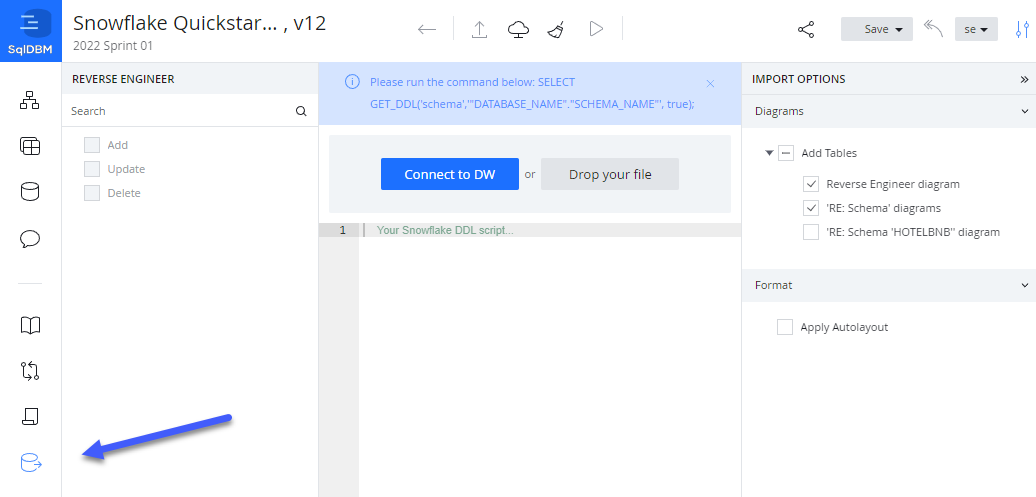 SqlDBM
Snowflake Quickstar... , v12
2022 Sprint 01
Save
se
REVERSE ENGINEER
Search
Add
Update
Delete
Please run the command below: SELECT
GET_DDL('schema','"DATABASE_NAME"."SCHEMA_NAME"', true);
Connect to DW
or
Drop your file
1
Your Snowflake DDL script...
IMPORT OPTIONS
Diagrams
Add Tables
Reverse Engineer diagram
'RE: Schema' diagrams
'RE: Schema 'HOTELBNB'' diagram
Format
Apply Autolayout